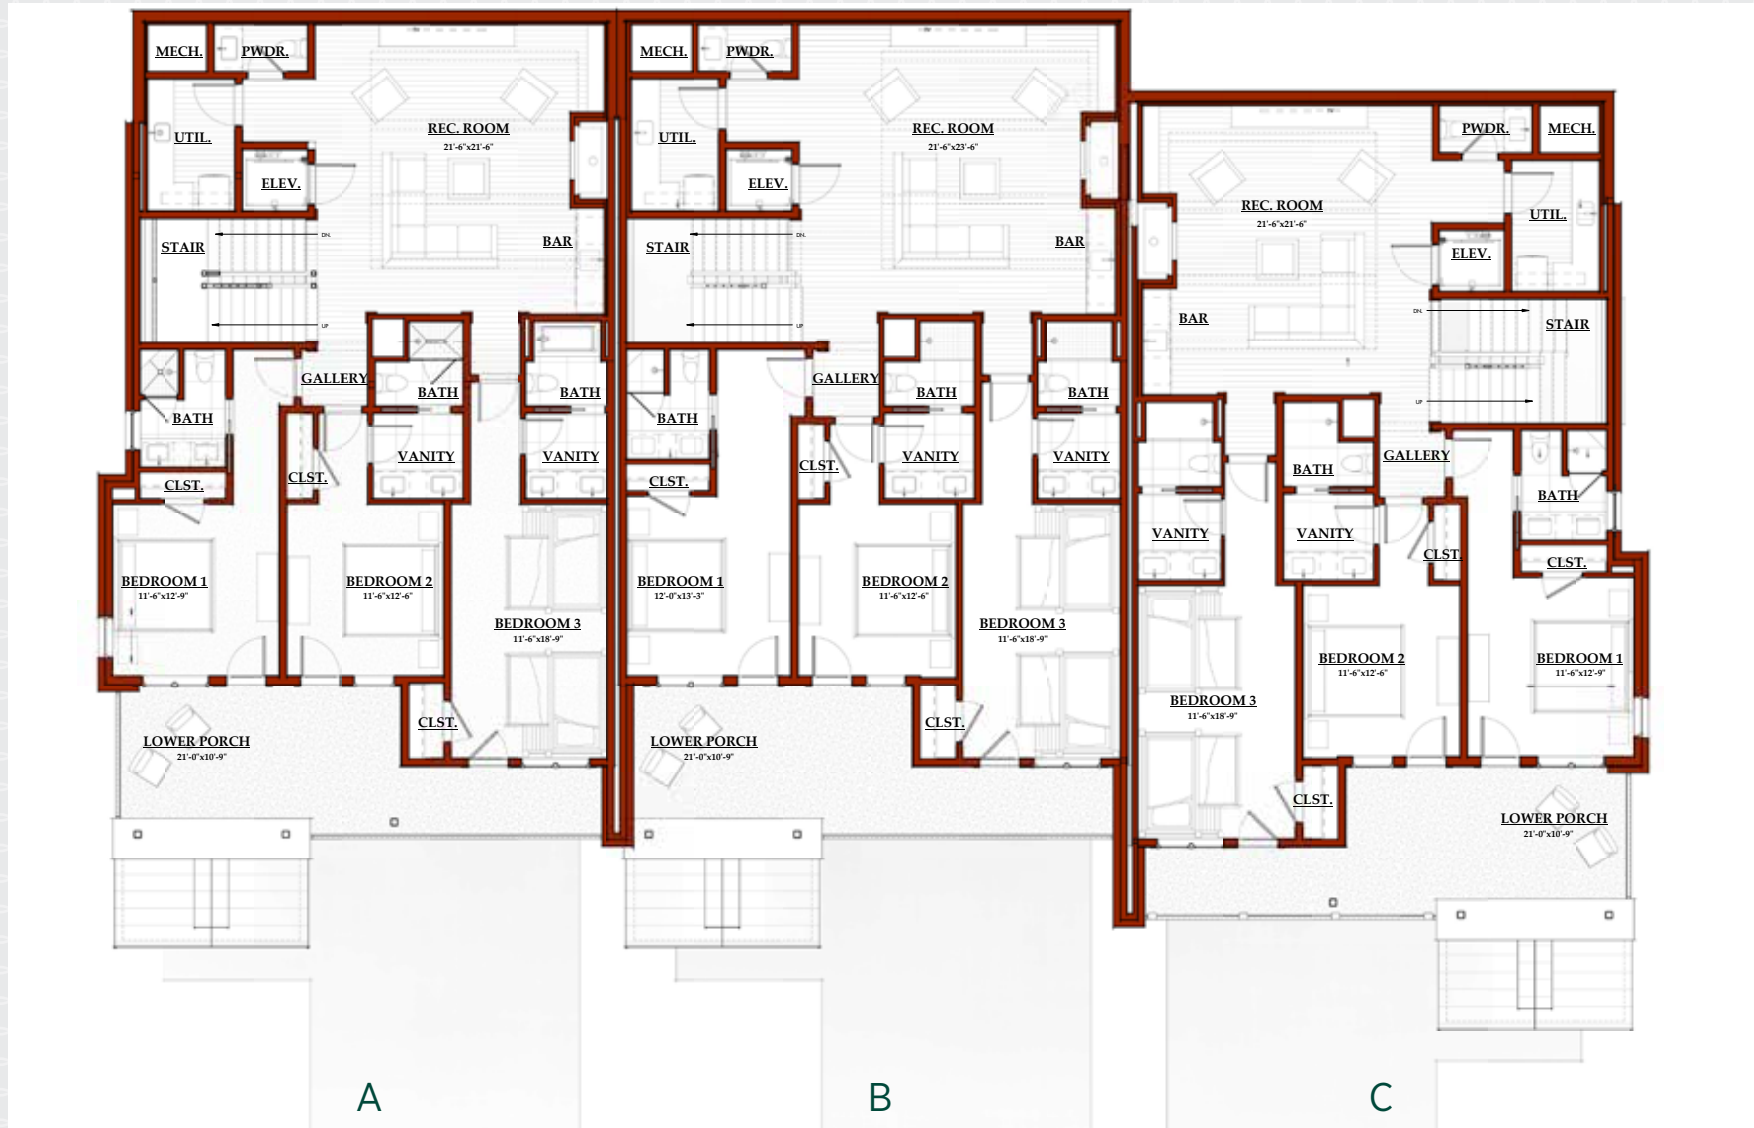 MECH.
PWDR.
UTIL.
REC. ROOM
21'-6"x21'-6"
ELEV.
STAIR
DN.
BAR
UP
GALLERY
BATH
BATH
BATH
CLST.
CLST.
VANITY
VANITY
BEDROOM 1
11'-6"x12'-9"
BEDROOM 2
11'-6"x12'-6"
BEDROOM 3
11'-6"x18'-9"
CLST.
LOWER PORCH
21'-0"x10'-9"
A
MECH.
PWDR.
UTIL.
REC. ROOM
21'-6"x23'-6"
ELEV.
STAIR
DN.
BAR
UP
GALLERY
BATH
BATH
BATH
CLST.
CLST.
VANITY
VANITY
BEDROOM 1
12'-0"x13'-3"
BEDROOM 2
11'-6"x12'-6"
BEDROOM 3
11'-6"x18'-9"
CLST.
LOWER PORCH
21'-0"x10'-9"
B
PWDR.
MECH.
REC. ROOM
21'-6"x21'-6"
UTIL.
ELEV.
BAR
DN.
STAIR
UP
GALLERY
BATH
BATH
VANITY
VANITY
CLST.
CLST.
BEDROOM 2
11'-6"x12'-6"
BEDROOM 1
11'-6"x12'-9"
BEDROOM 3
11'-6"x18'-9"
CLST.
LOWER PORCH
21'-0"x10'-9"
C